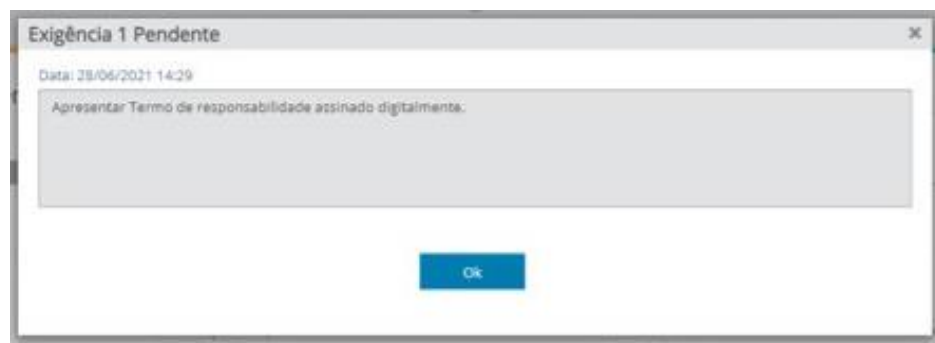 Exigência 1 Pendente
×
Data: 28/06/2021 14:29
Apresentar Termo de responsabilidade assinado digitalmente.
Ok